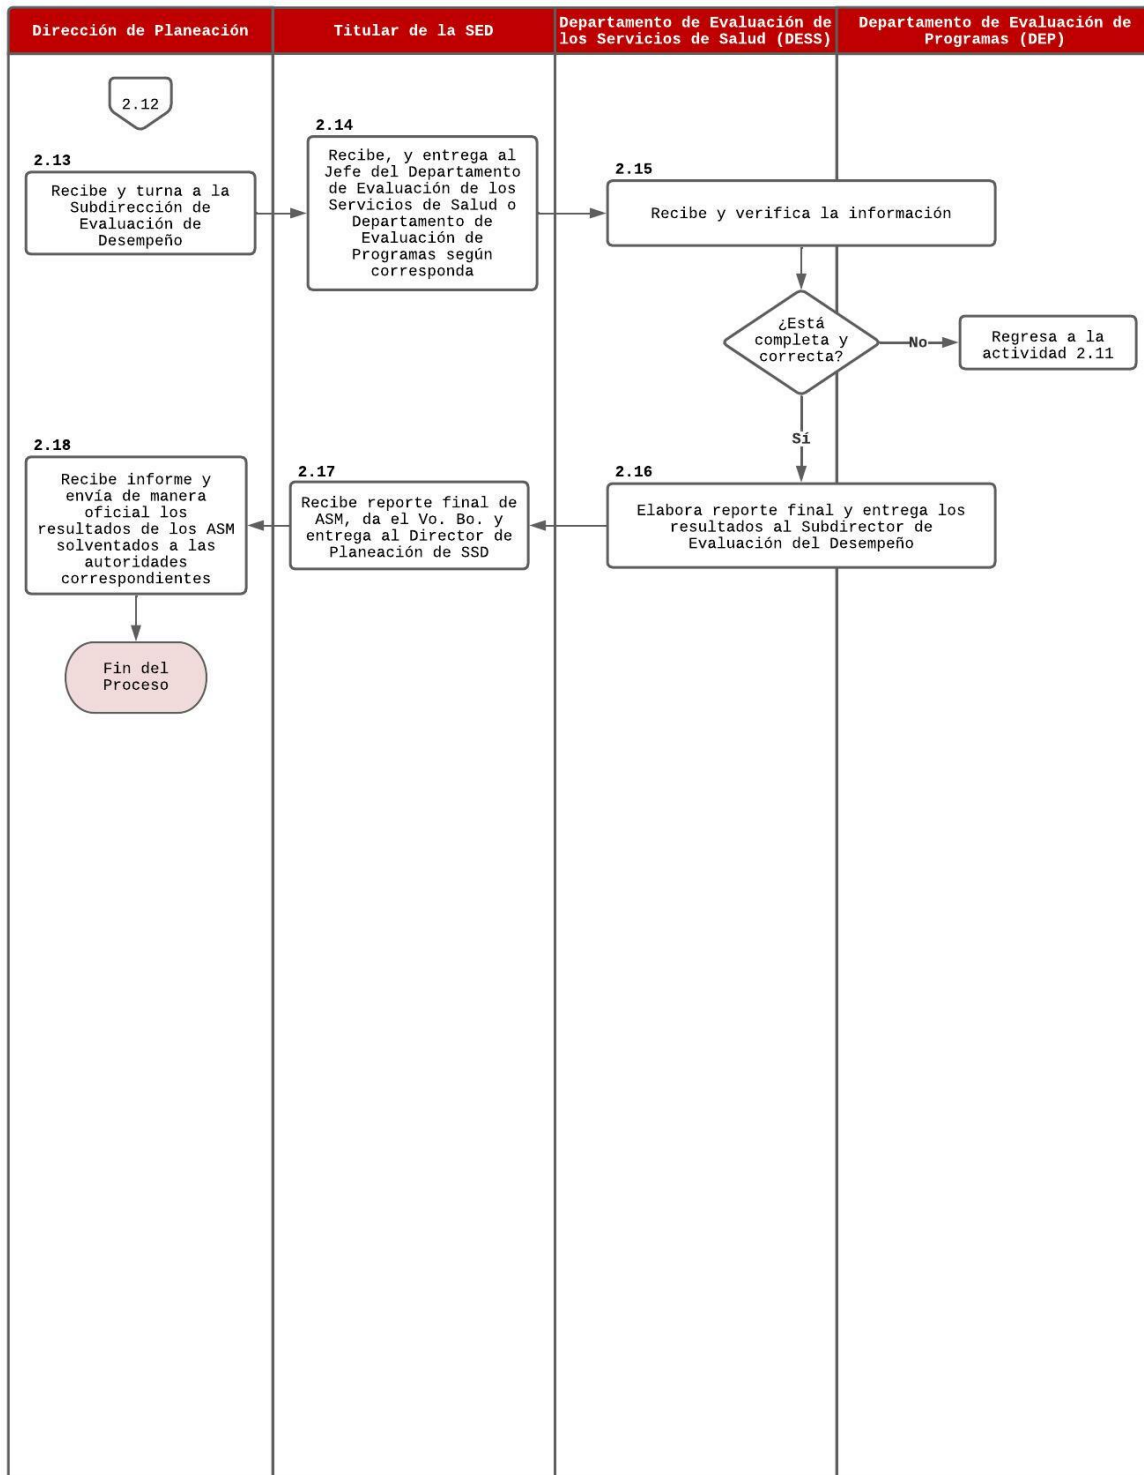 Dirección de Planeación
Titular de la SED
Departamento de Evaluación de
los Servicios de Salud (DESS)
Departamento de Evaluación de
Programas (DEP)
2.12
2.13
Recibe y turna a la
Subdirección de
Evaluación de
Desempeño
2.14
Recibe, y entrega al
Jefe del Departamento
de Evaluación de los
Servicios de Salud o
Departamento de
Evaluación de
Programas según
corresponda
2.15
Recibe y verifica la información
¿Está
completa y
correcta?
No
Regresa a la
actividad 2.11
Sí
2.16
Elabora reporte final y entrega los
resultados al Subdirector de
Evaluación del Desempeño
2.17
Recibe reporte final de
ASM, da el Vo. Bo. y
entrega al Director de
Planeación de SSD
2.18
Recibe informe y
envía de manera
oficial los
resultados de los ASM
solventados a las
autoridades
correspondientes
Fin del
Proceso